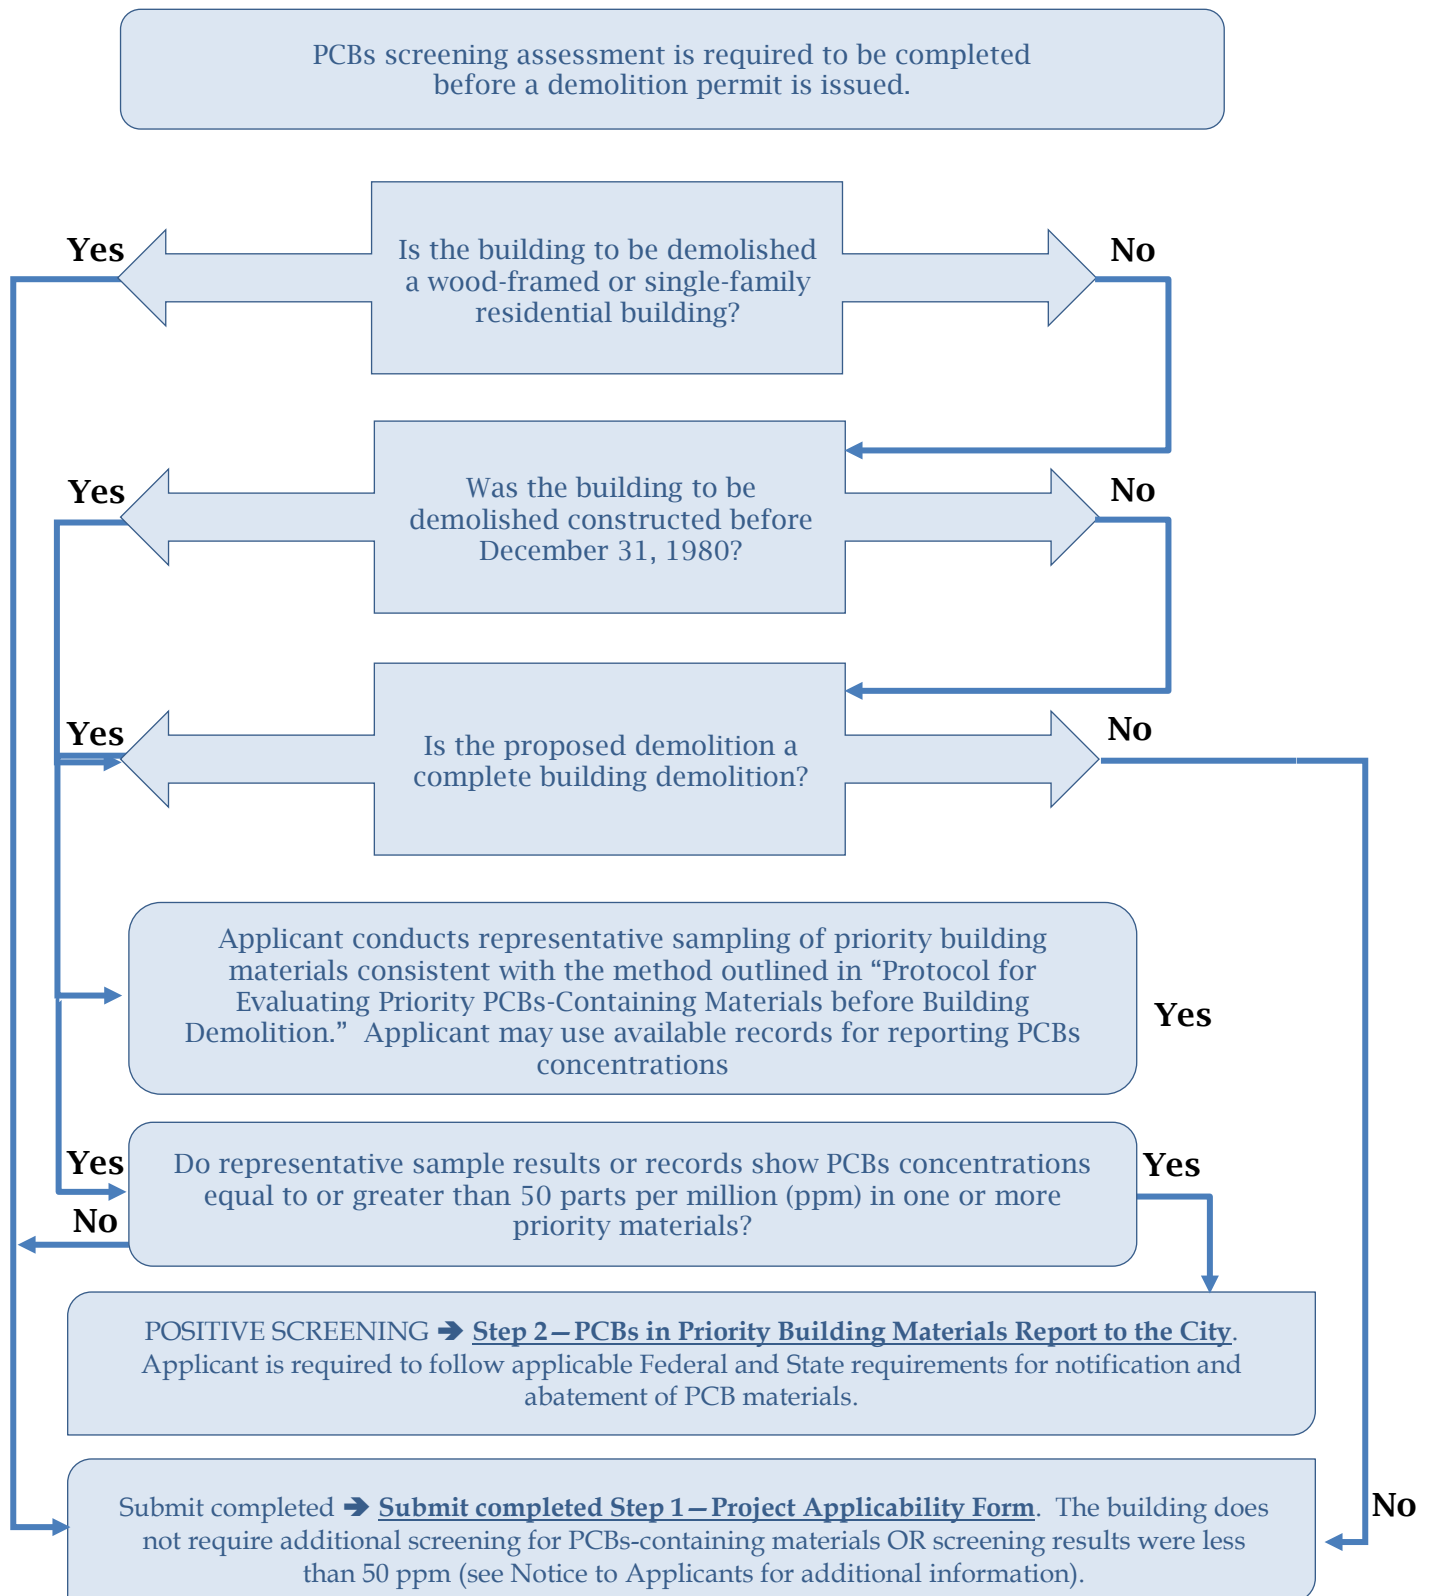 PCBs screening assessment is required to be completed
before a demolition permit is issued.
Yes
Is the building to be demolished
a wood-framed or single-family
residential building?
No
Yes
Was the building to be
demolished constructed before
December 31, 1980?
No
Yes
Is the proposed demolition a
complete building demolition?
No
Applicant conducts representative sampling of priority building
materials consistent with the method outlined in “Protocol for
Evaluating Priority PCBs-Containing Materials before Building
Demolition.”  Applicant may use available records for reporting PCBs
concentrations
Yes
Yes
No
Do representative sample results or records show PCBs concentrations
equal to or greater than 50 parts per million (ppm) in one or more
priority materials?
Yes
POSITIVE SCREENING ➔ Step 2—PCBs in Priority Building Materials Report to the City.
Applicant is required to follow applicable Federal and State requirements for notification and
abatement of PCB materials.
Submit completed ➔ Submit completed Step 1—Project Applicability Form.  The building does
not require additional screening for PCBs-containing materials OR screening results were less
than 50 ppm (see Notice to Applicants for additional information).
No